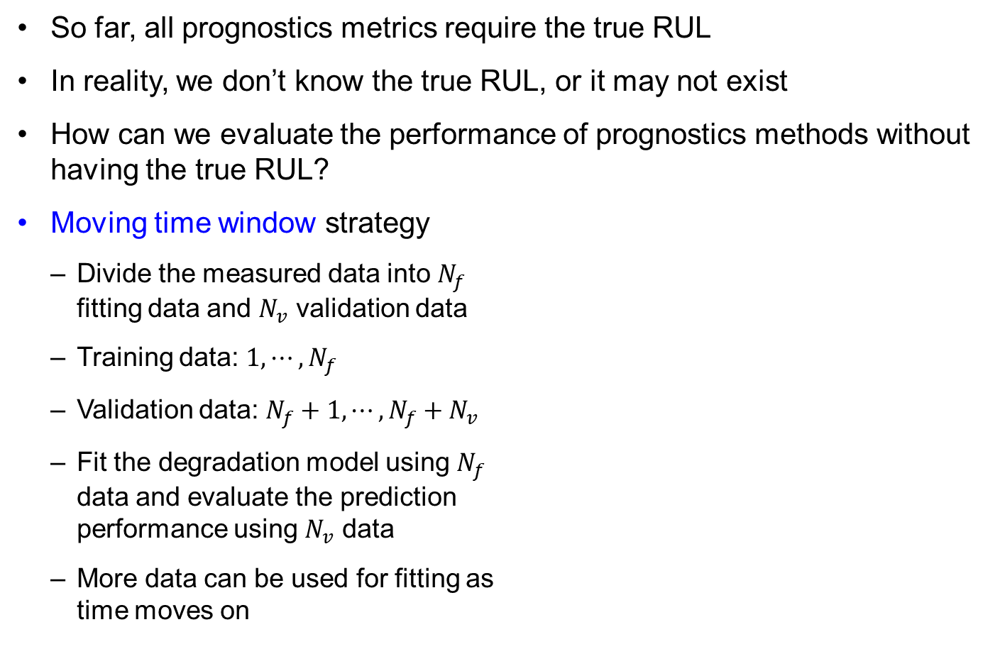 • So far, all prognostics metrics require the true RUL
• In reality, we don’t know the true RUL, or it may not exist
• How can we evaluate the performance of prognostics methods without
having the true RUL?
• Moving time window strategy
– Divide the measured data into N_f
fitting data and N_v validation data
– Training data: 1, ⋯ , N_f
– Validation data: N_f + 1, ⋯ , N_f + N_v
– Fit the degradation model using N_f
data and evaluate the prediction
performance using N_v data
– More data can be used for fitting as
time moves on